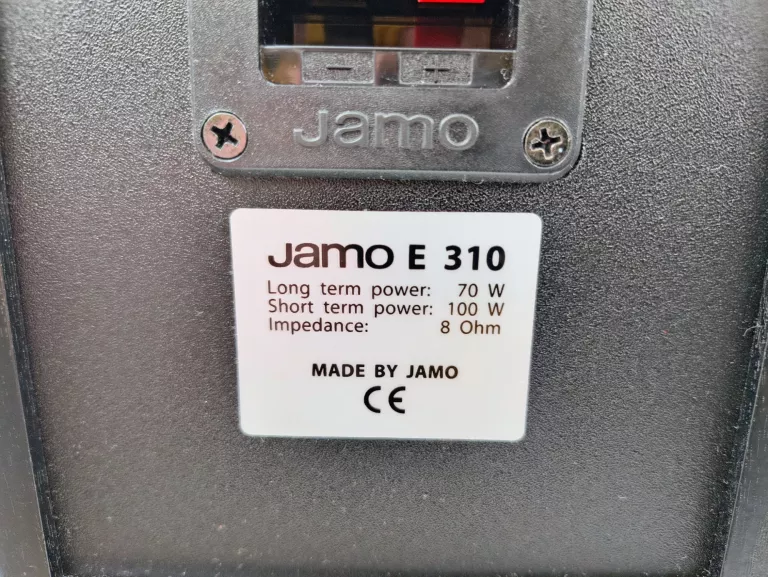 - +
Jamo
Jamo E 310
Long term power: 70 W
Short term power: 100 W
Impedance: 8 Ohm
MADE BY JAMO
CE